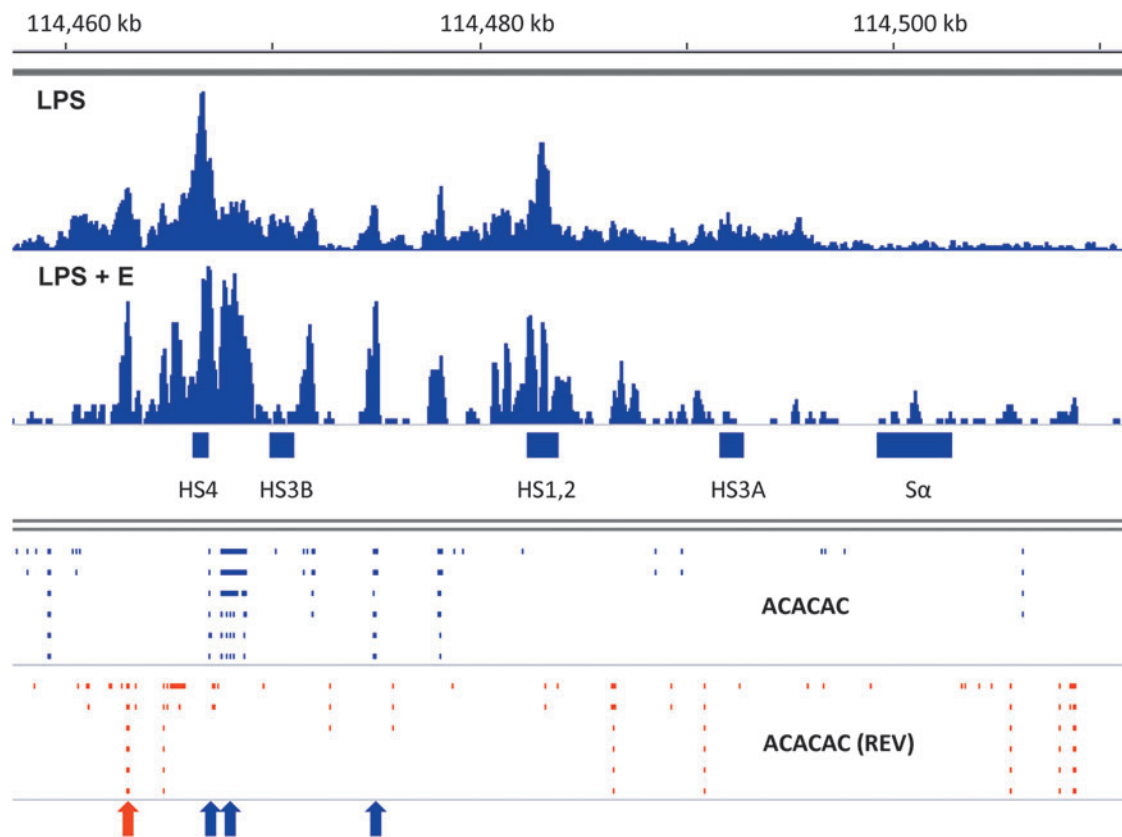 114,460 kb 114,480 kb 114,500 kb
LPS
LPS + E
HS4 HS3B HS1,2 HS3A Sα
ACACAC
ACACAC (REV)